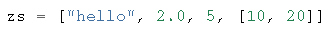 zs = ["hello", 2.0, 5, [10, 20]]